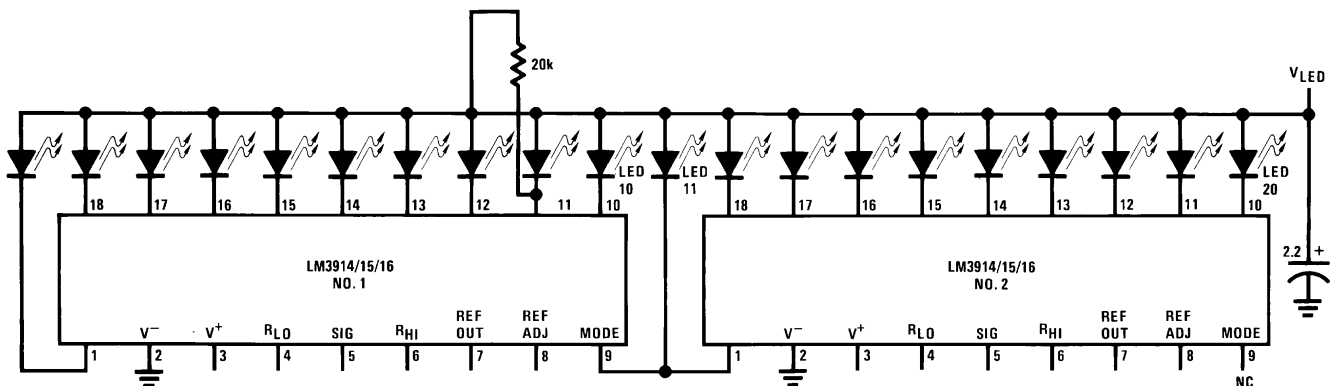 20k
V LED
LED
10
LED
11
LED
20
18 17 16 15 14 13 12 11 10
18 17 16 15 14 13 12 11 10
2.2 +
LM3914/15/16
NO. 1
LM3914/15/16
NO. 2
V− V+ RLO SIG RHI REF OUT REF ADJ MODE
1 2 3 4 5 6 7 8 9
V− V+ RLO SIG RHI REF OUT REF ADJ MODE
1 2 3 4 5 6 7 8 9
NC